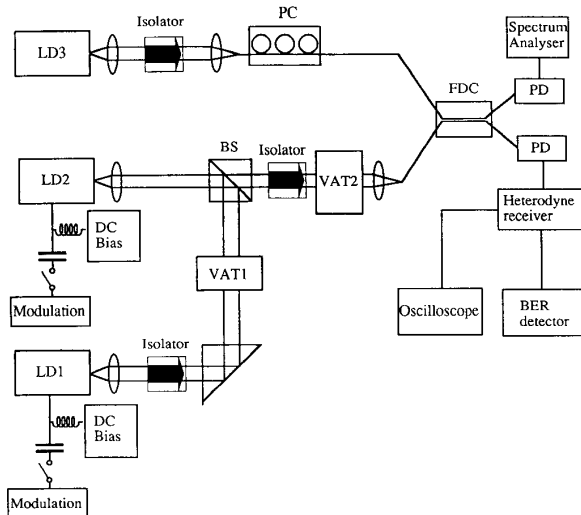 PC
Isolator
LD3
Spectrum
Analyser
FDC
PD
PD
BS
Isolator
LD2
VAT2
DC
Bias
Heterodyne
receiver
VAT1
Modulation
Oscilloscope
BER
detector
Isolator
LD1
DC
Bias
Modulation